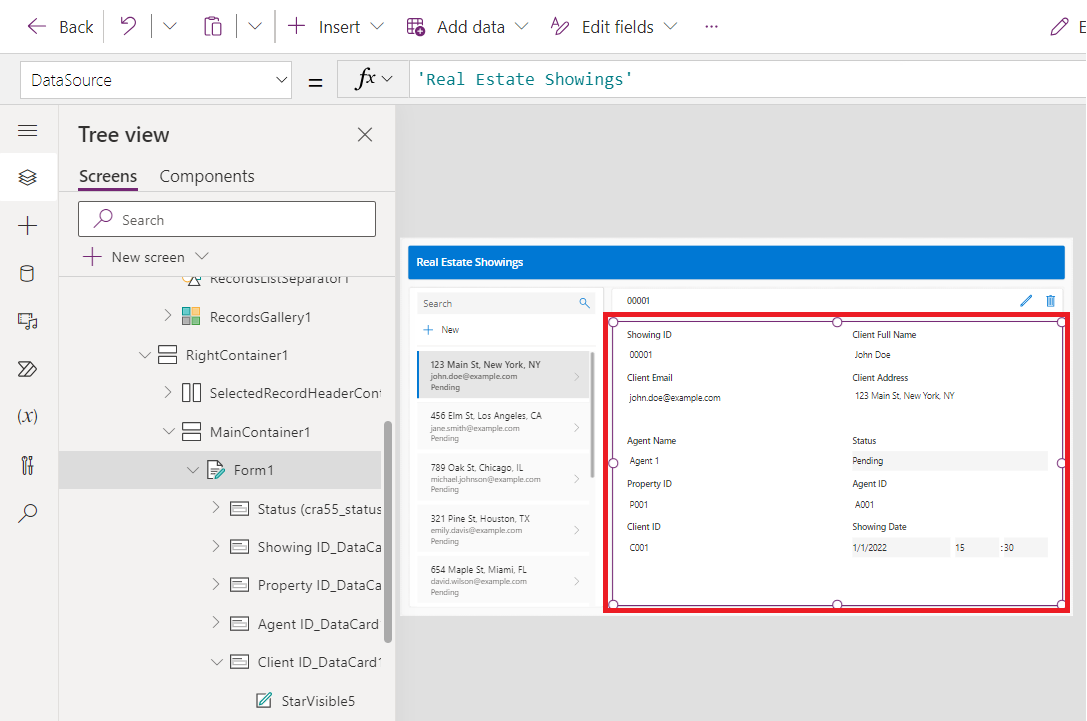 Back
Insert
Add data
Edit fields
DataSource
=
fx
'Real Estate Showings'
Tree view
Screens
Components
Search
New screen
RecordsListSeparator1
RecordsGallery1
RightContainer1
SelectedRecordHeaderCont
MainContainer1
Form1
Status (cra55_status
Showing ID_DataCa
Property ID_DataCa
Agent ID_DataCard
Client ID_DataCard1
StarVisible5
(x)
Real Estate Showings
Search
New
123 Main St, New York, NY
john.doe@example.com
Pending
456 Elm St, Los Angeles, CA
jane.smith@example.com
Pending
789 Oak St, Chicago, IL
michael.johnson@example.com
Pending
321 Pine St, Houston, TX
emily.davis@example.com
Pending
654 Maple St, Miami, FL
david.wilson@example.com
Pending
00001
Showing ID
Client Full Name
00001
John Doe
Client Email
Client Address
john.doe@example.com
123 Main St, New York, NY
Agent Name
Status
Agent 1
Pending
Property ID
Agent ID
P001
A001
Client ID
Showing Date
C001
1/1/2022
15
:30